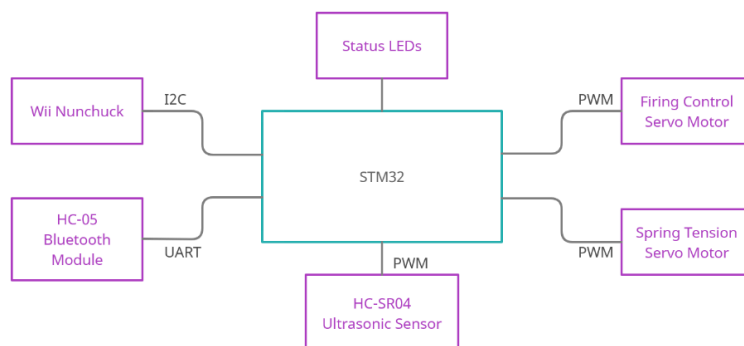 Status LEDs
Wii Nunchuck
I2C
PWM
Firing Control
Servo Motor
STM32
HC-05
Bluetooth
Module
UART
PWM
Spring Tension
Servo Motor
PWM
HC-SR04
Ultrasonic Sensor